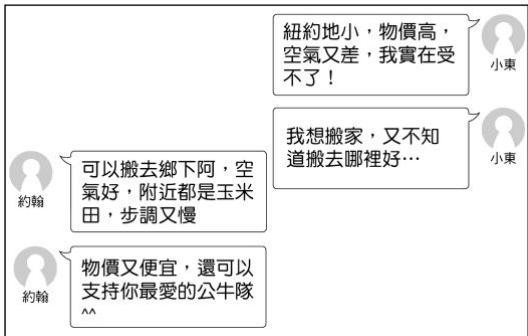 紐約地小，物價高，
空氣又差，我實在受
不了！
小東
我想搬家，又不知
道搬去哪裡好…
小東
可以搬去鄉下阿，空
氣好，附近都是玉米
田，步調又慢
約翰
物價又便宜，還可以
支持你最愛的公牛隊
^^
約翰